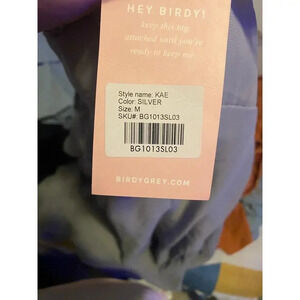 HEY BIRDY!
keep this tag
attached until you're
ready to keep me.
Style name: KAE
Color: SILVER
Size: M
SKU#: BG1013SL03
BG1013SL03
BIRDYGREY.COM